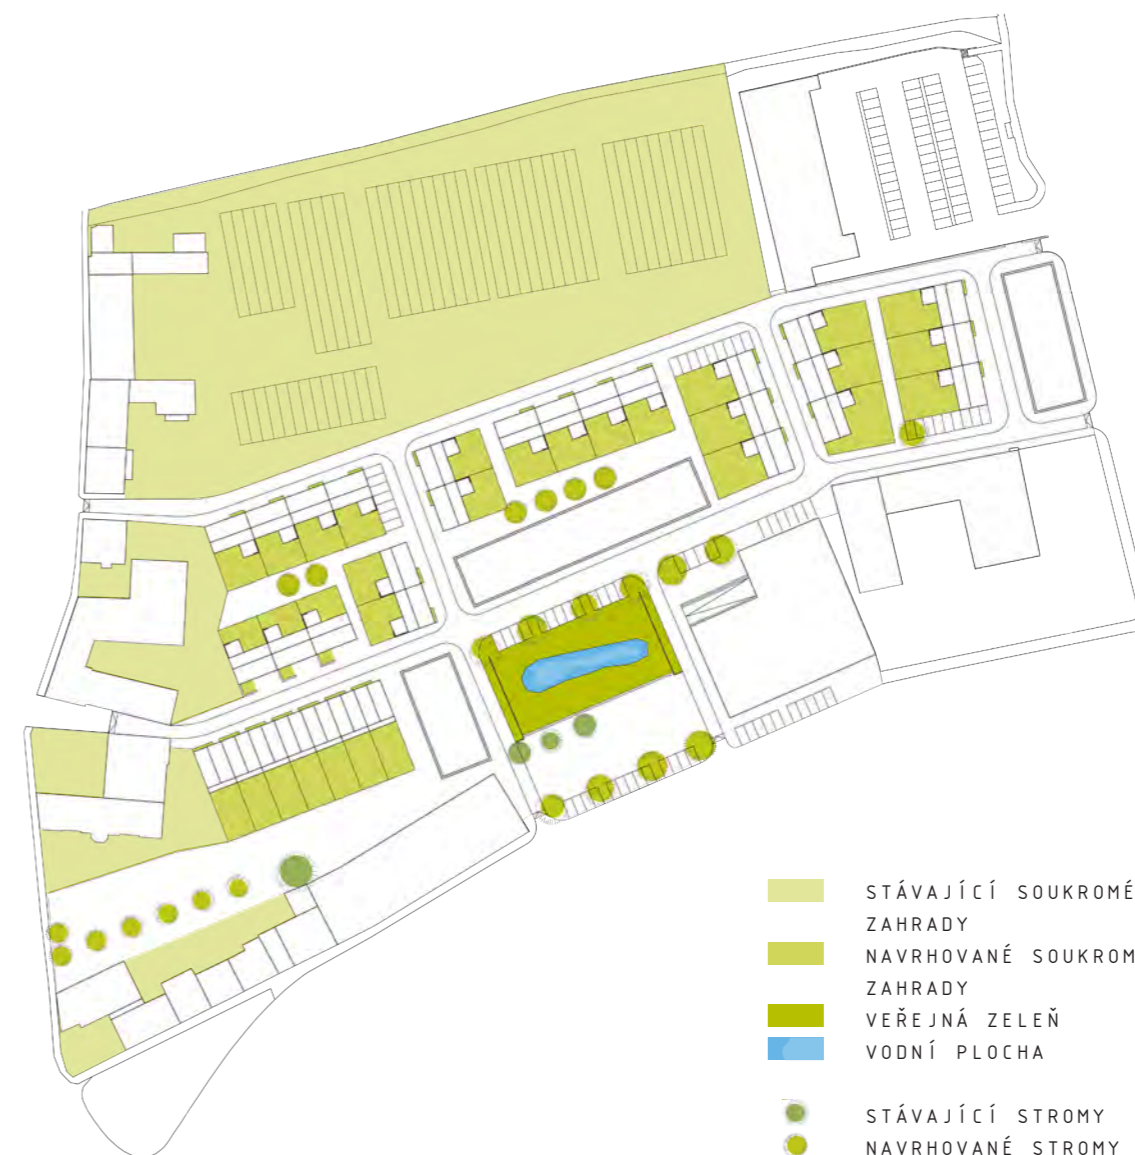 STÁVAJÍCÍ SOUKROMÉ
ZAHRADY
NAVRHOVANÉ SOUKROM
ZAHRADY
VEŘEJNÁ ZELEŇ
VODNÍ PLOCHA
STÁVAJÍCÍ STROMY
NAVRHOVANÉ STROMY